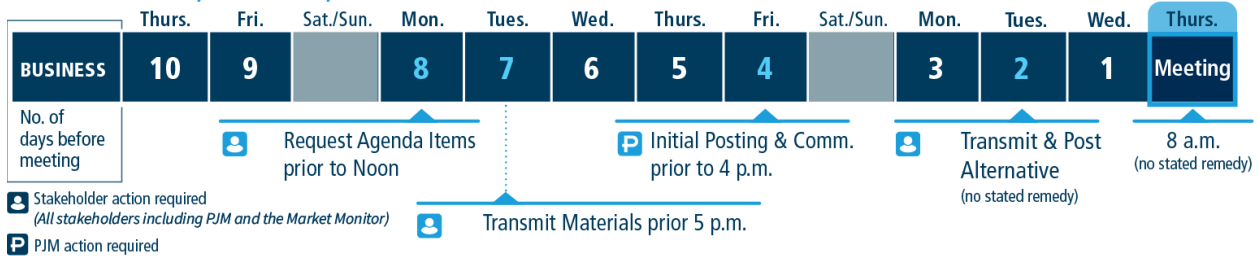 Thurs. Fri. Sat./Sun. Mon. Tues. Wed. Thurs. Fri. Sat./Sun. Mon. Tues. Wed. Thurs.
BUSINESS 10 9 8 7 6 5 4 3 2 1 Meeting
No. of
days before
meeting
Request Agenda Items
prior to Noon
P Initial Posting & Comm.
prior to 4 p.m.
Transmit & Post
Alternative
(no stated remedy)
8 a.m.
(no stated remedy)
Transmit Materials prior 5 p.m.
Stakeholder action required
(All stakeholders including PJM and the Market Monitor)
P PJM action required